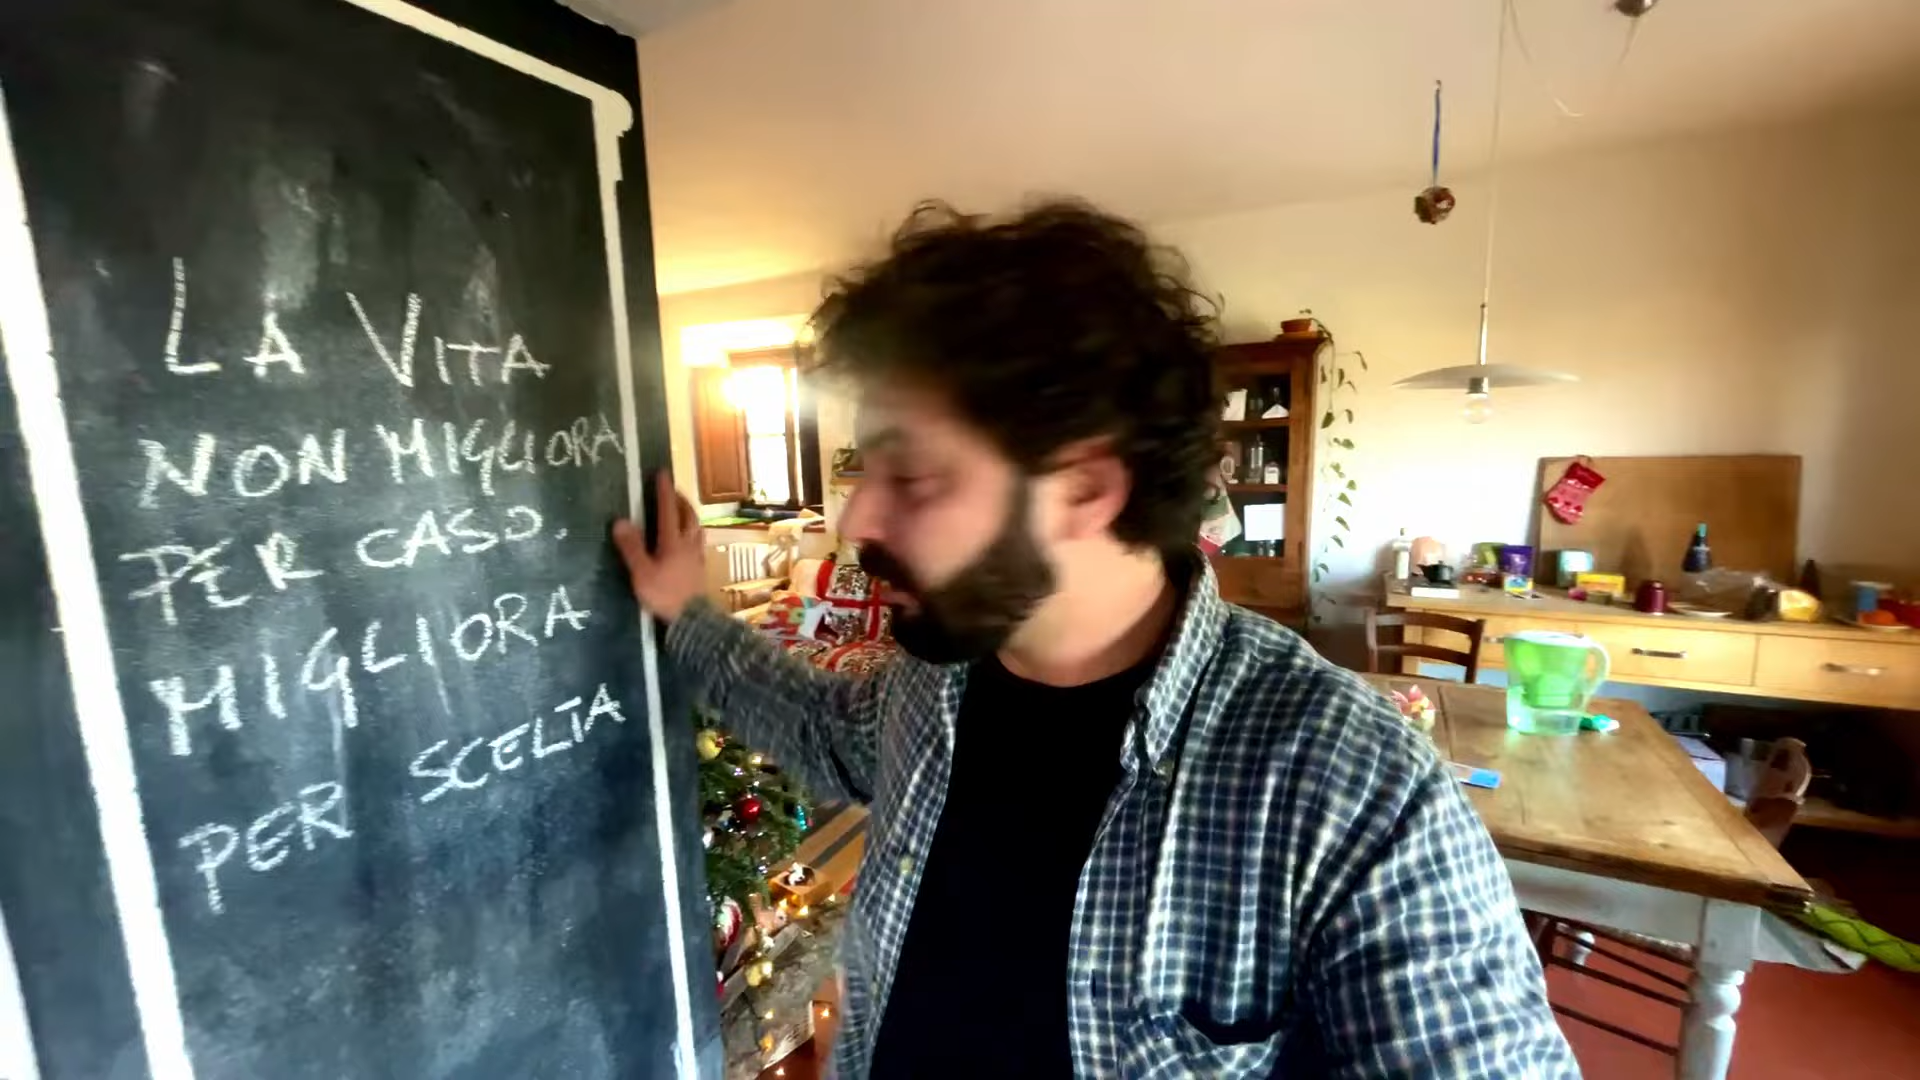 LA VITA
NON MIGLIORA
PER CASO.
MIGLIORA
PER SCELTA